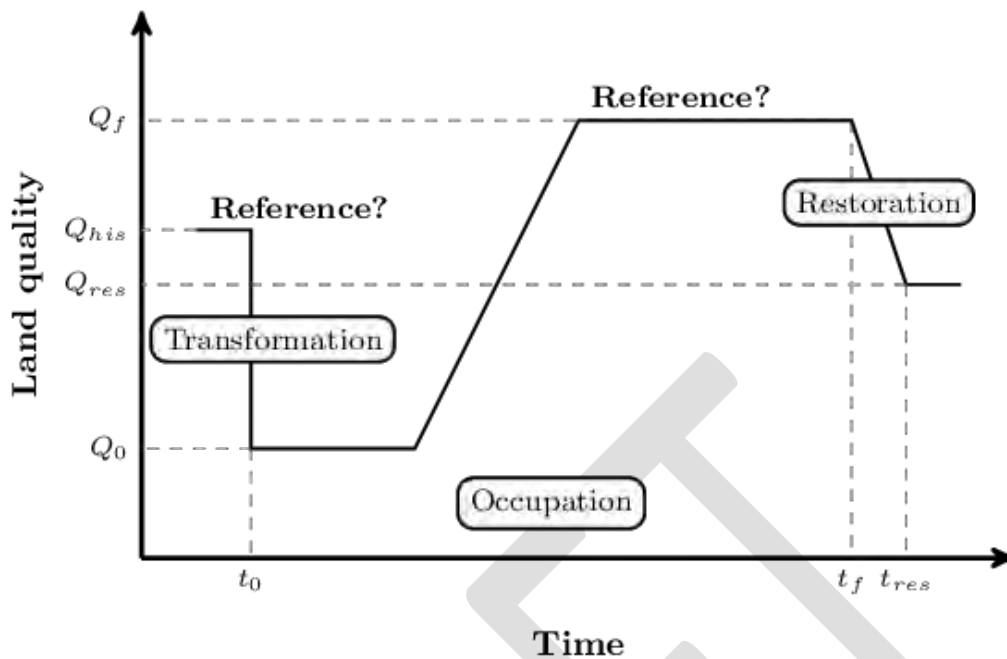 Reference?
Q_f
Reference?
Restoration
Q_his
Q_res
Transformation
Q_0
Occupation
t_0
t_f
t_res
Land quality
Time